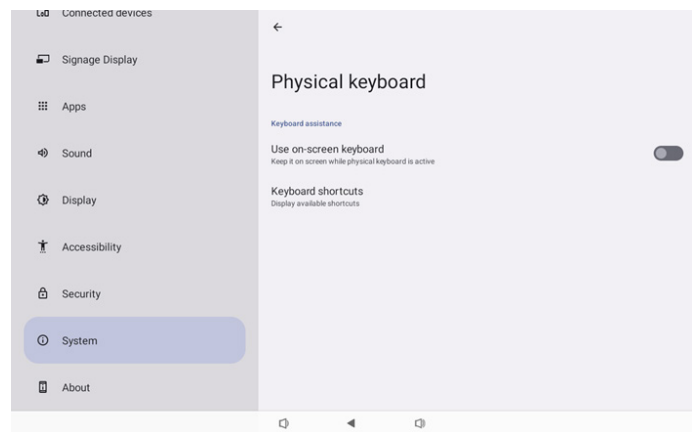 Connected devices
Signage Display
Apps
Sound
Display
Accessibility
Security
System
About
Physical keyboard
Keyboard assistance
Use on-screen keyboard
Keep it on screen while physical keyboard is active
Keyboard shortcuts
Display available shortcuts